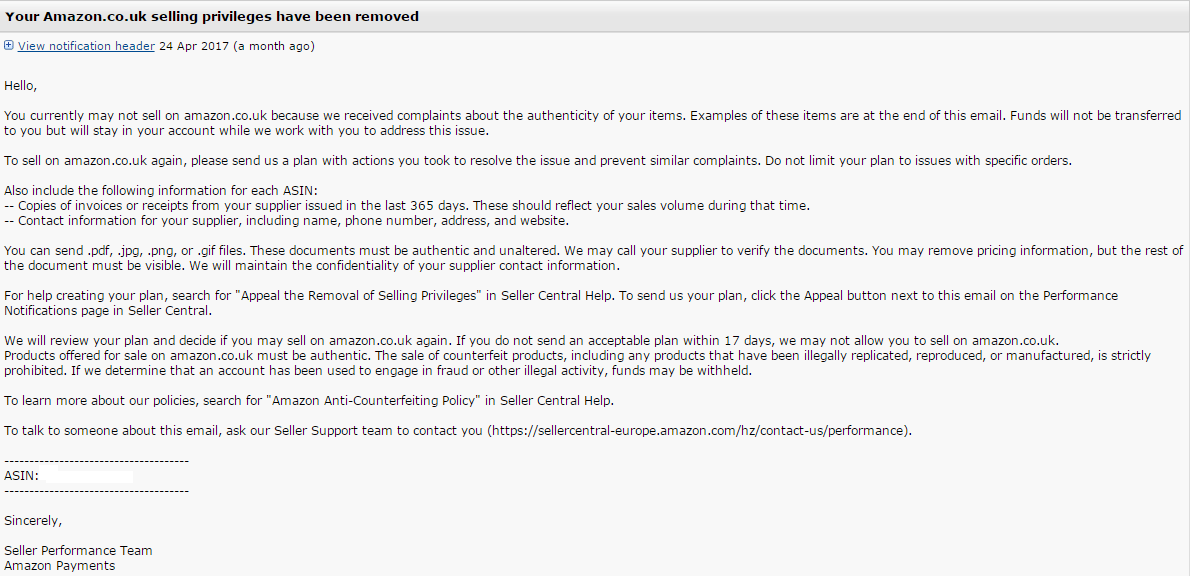 Your Amazon.co.uk selling privileges have been removed
View notification header 24 Apr 2017 (a month ago)
Hello,
You currently may not sell on amazon.co.uk because we received complaints about the authenticity of your items. Examples of these items are at the end of this email. Funds will not be transferred
to you but will stay in your account while we work with you to address this issue.
To sell on amazon.co.uk again, please send us a plan with actions you took to resolve the issue and prevent similar complaints. Do not limit your plan to issues with specific orders.
Also include the following information for each ASIN:
-- Copies of invoices or receipts from your supplier issued in the last 365 days. These should reflect your sales volume during that time.
-- Contact information for your supplier, including name, phone number, address, and website.
You can send .pdf, .jpg, .png, or .gif files. These documents must be authentic and unaltered. We may call your supplier to verify the documents. You may remove pricing information, but the rest of
the document must be visible. We will maintain the confidentiality of your supplier contact information.
For help creating your plan, search for "Appeal the Removal of Selling Privileges" in Seller Central Help. To send us your plan, click the Appeal button next to this email on the Performance
Notifications page in Seller Central.
We will review your plan and decide if you may sell on amazon.co.uk again. If you do not send an acceptable plan within 17 days, we may not allow you to sell on amazon.co.uk.
Products offered for sale on amazon.co.uk must be authentic. The sale of counterfeit products, including any products that have been illegally replicated, reproduced, or manufactured, is strictly
prohibited. If we determine that an account has been used to engage in fraud or other illegal activity, funds may be withheld.
To learn more about our policies, search for "Amazon Anti-Counterfeiting Policy" in Seller Central Help.
To talk to someone about this email, ask our Seller Support team to contact you (https://sellercentral-europe.amazon.com/hz/contact-us/performance).
-------------------------------------
ASIN:
-------------------------------------
Sincerely,
Seller Performance Team
Amazon Payments